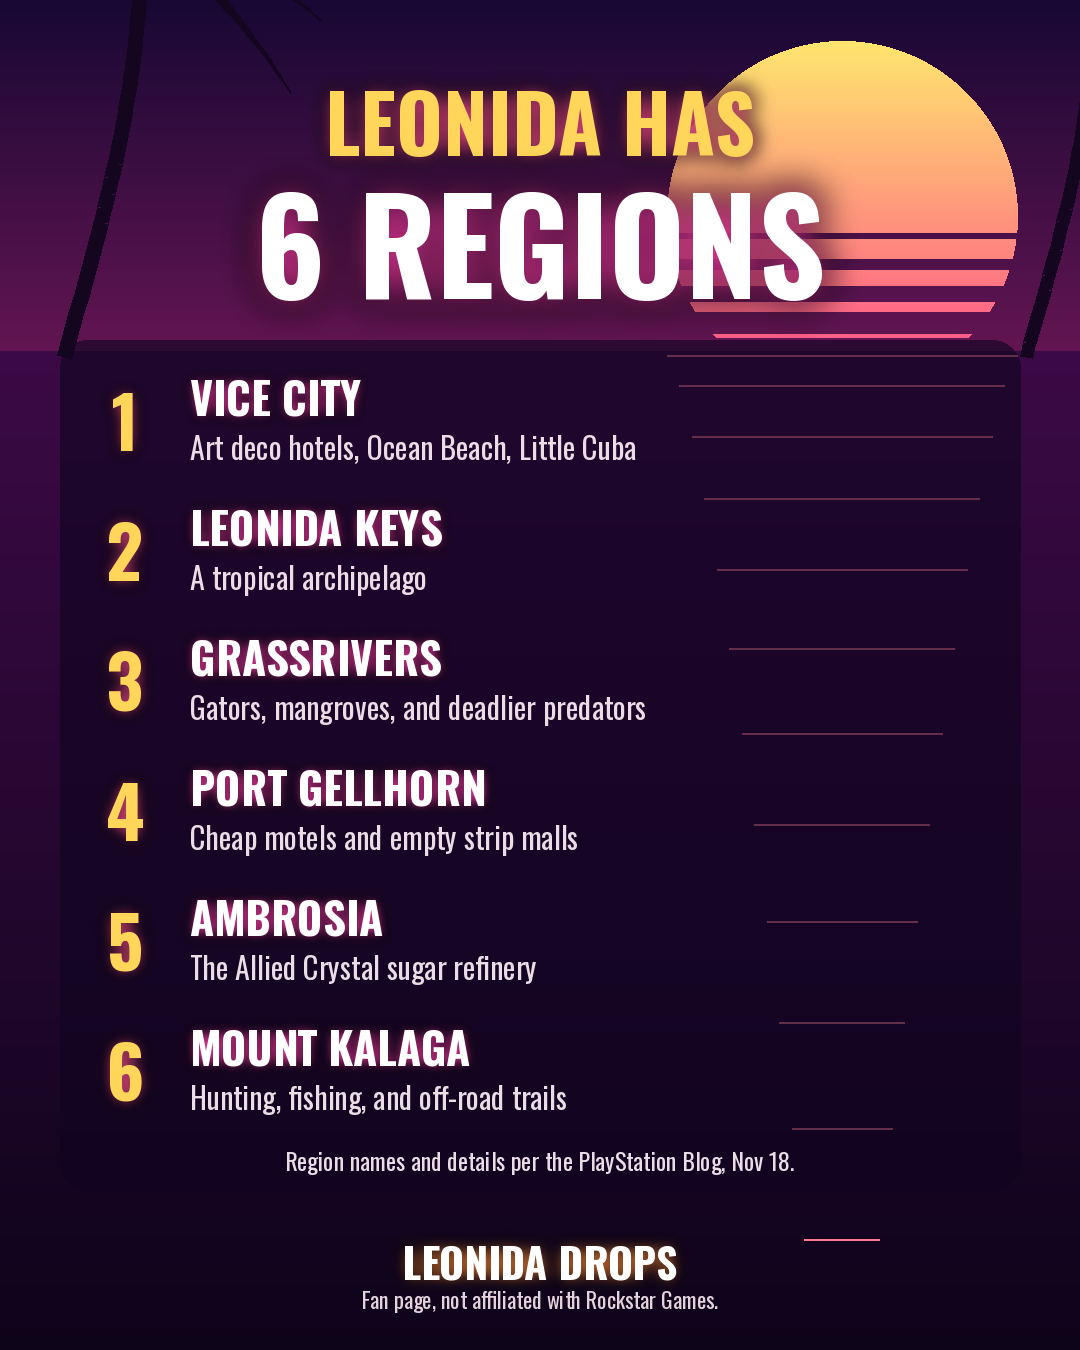 LEONIDA HAS
6 REGIONS
1
VICE CITY
Art deco hotels, Ocean Beach, Little Cuba
2
LEONIDA KEYS
A tropical archipelago
3
GRASSRIVERS
Gators, mangroves, and deadlier predators
4
PORT GELLHORN
Cheap motels and empty strip malls
5
AMBROSIA
The Allied Crystal sugar refinery
6
MOUNT KALAGA
Hunting, fishing, and off-road trails
Region names and details per the PlayStation Blog, Nov 18.
LEONIDA DROPS
Fan page, not affiliated with Rockstar Games.